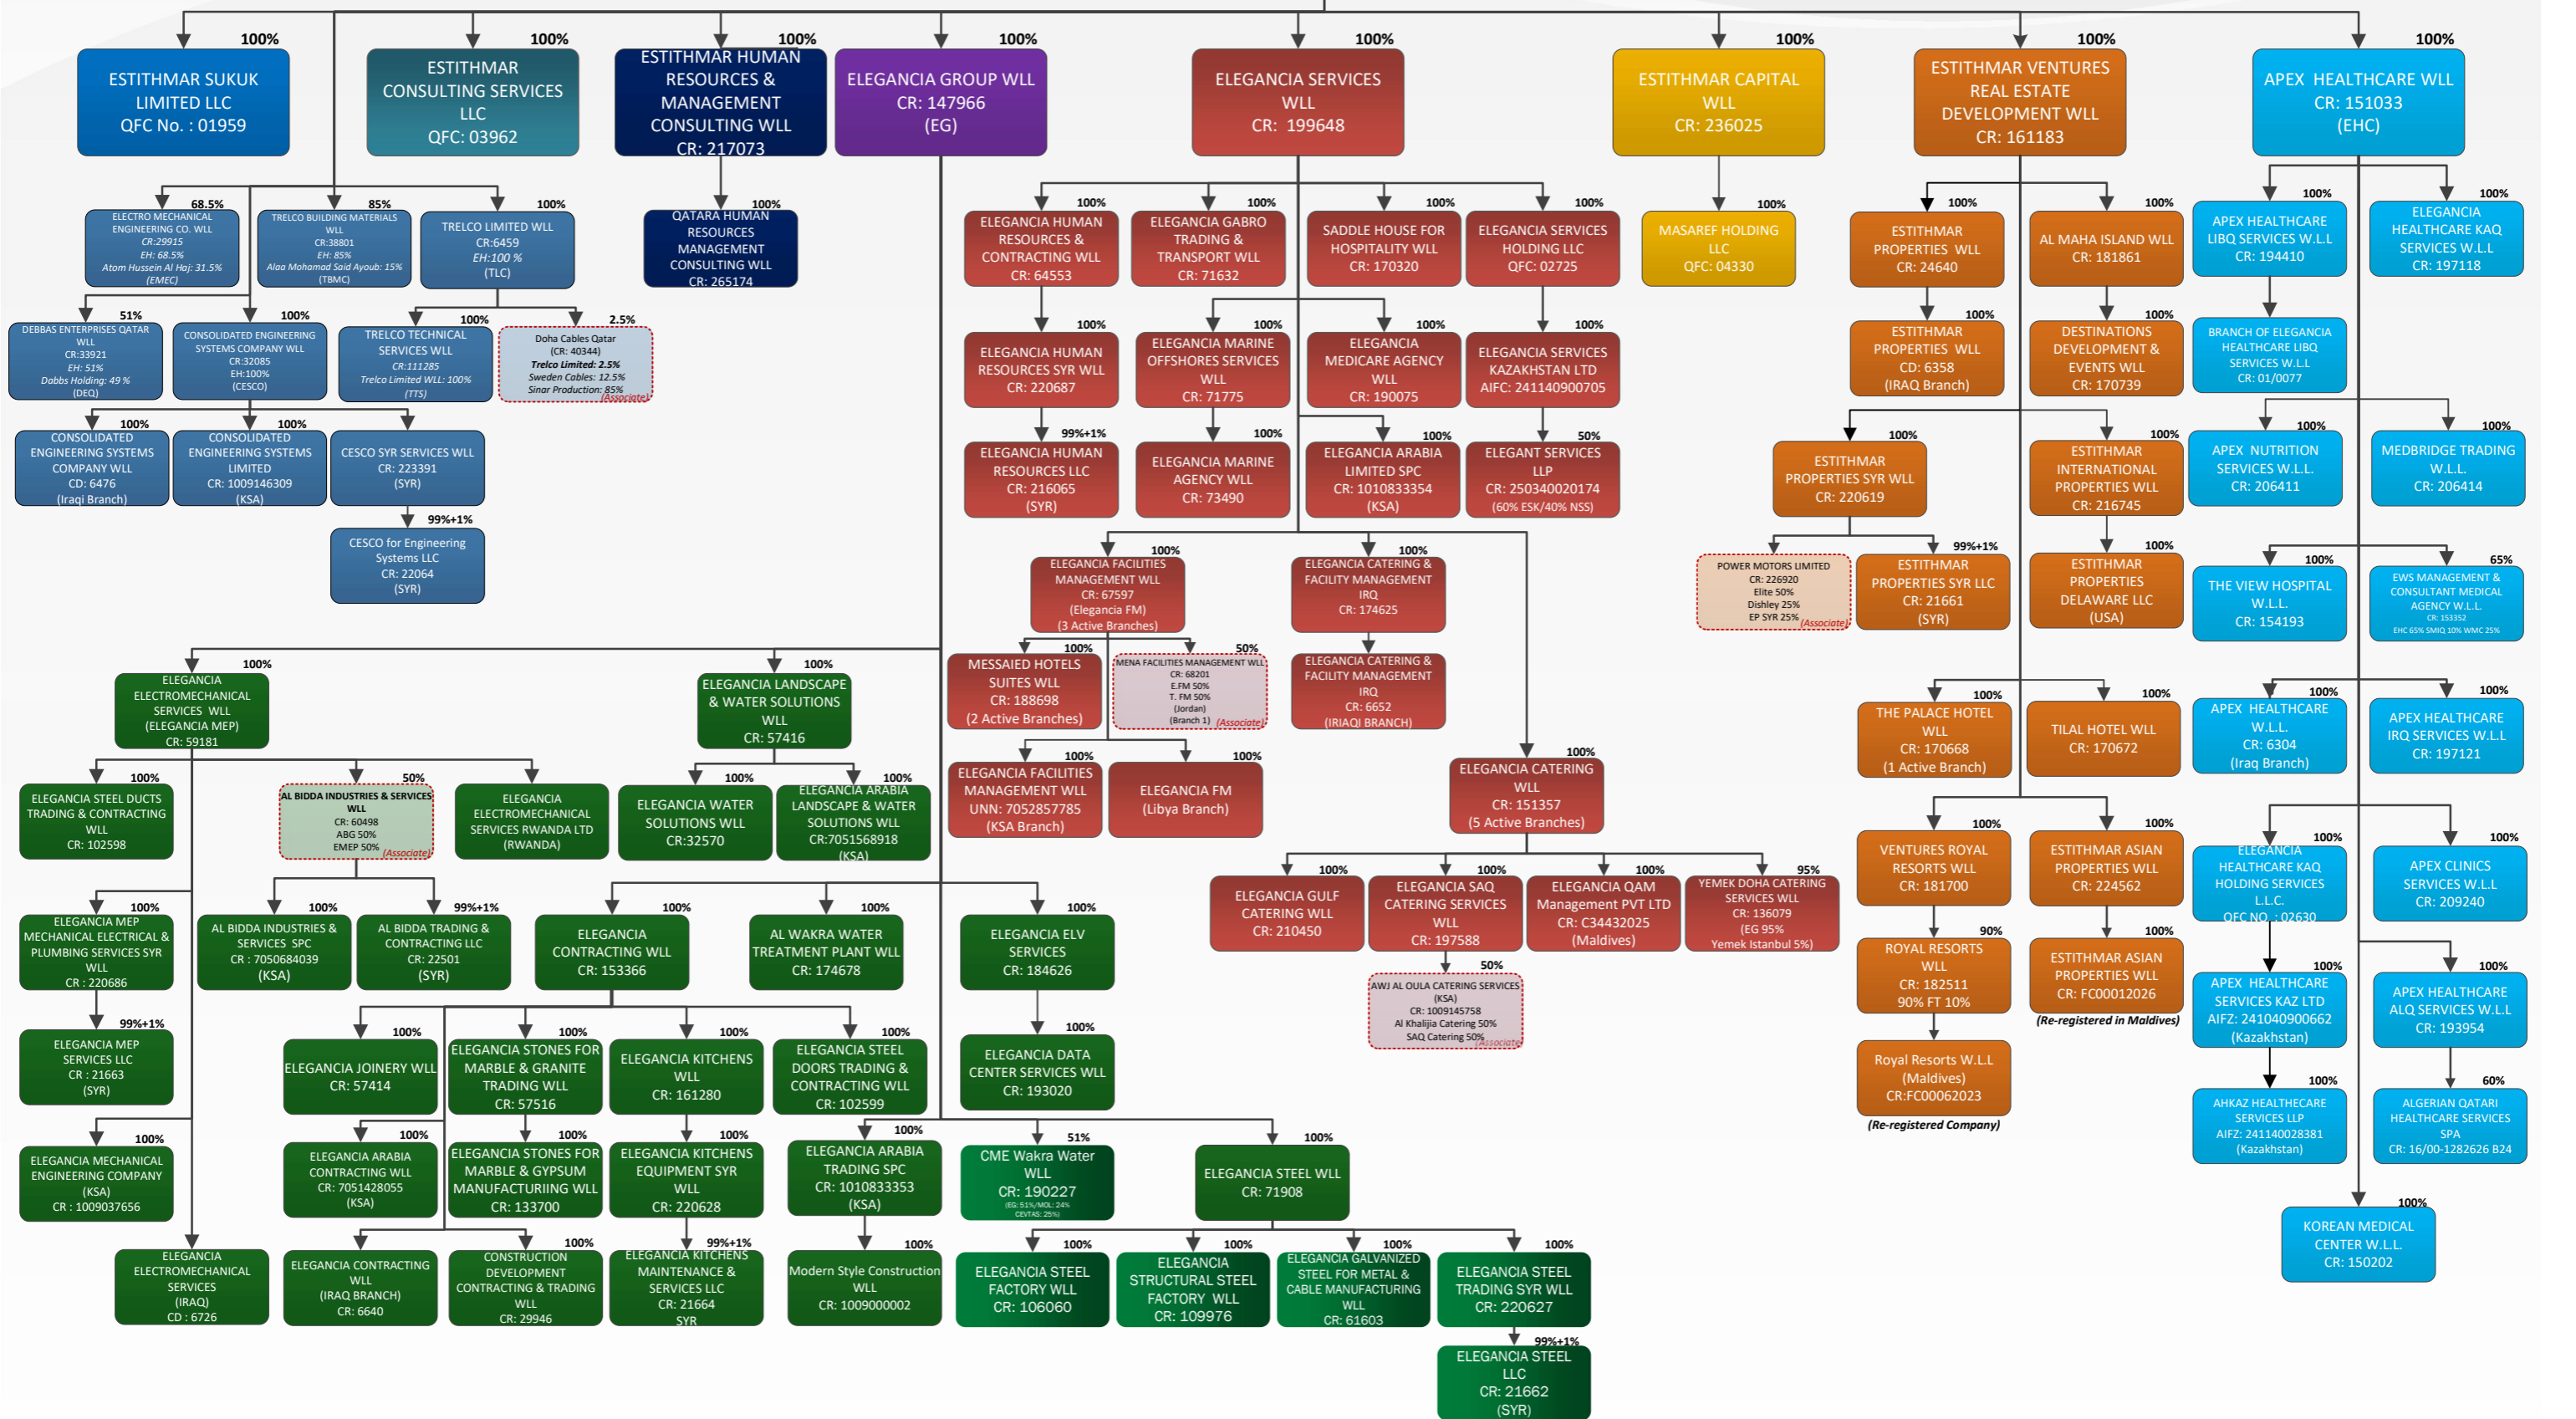 100%
ESTITHMAR SUKUK
LIMITED LLC
QFC No. : 01959
100%
ESTITHMAR
CONSULTING SERVICES
LLC
QFC: 03962
100%
ESTITHMAR HUMAN
RESOURCES &
MANAGEMENT
CONSULTING WLL
CR: 217073
100%
ELEGANCIA GROUP WLL
CR: 147966
(EG)
100%
ELEGANCIA SERVICES
WLL
CR: 199648
100%
ESTITHMAR CAPITAL
WLL
CR: 236025
100%
ESTITHMAR VENTURES
REAL ESTATE
DEVELOPMENT WLL
CR: 161183
100%
APEX HEALTHCARE WLL
CR: 151033
(EHC)
68.5%
ELECTRO MECHANICAL
ENGINEERING CO. WLL
CR:29915
EH: 68.5%
Atom Hussein Al Haj: 31.5%
(EMEC)
85%
TRELCO BUILDING MATERIALS
WLL
CR:38801
EH: 85%
Alaa Mohamad Said Ayoub: 15%
(TBMC)
100%
TRELCO LIMITED WLL
CR:6459
EH:100 %
(TLC)
51%
DEBBAS ENTERPRISES QATAR
WLL
CR:33921
EH: 51%
Dabbs Holding: 49 %
(DEQ)
100%
CONSOLIDATED ENGINEERING
SYSTEMS COMPANY WLL
CR:32085
EH:100%
(CESCO)
100%
TRELCO TECHNICAL
SERVICES WLL
CR:111285
Trelco Limited WLL: 100%
(TTS)
2.5%
Doha Cables Qatar
(CR: 40344)
Trelco Limited: 2.5%
Sweden Cables: 12.5%
Sinar Production: 85%
(Associate)
100%
CONSOLIDATED
ENGINEERING SYSTEMS
COMPANY WLL
CD: 6476
(Iraqi Branch)
100%
CONSOLIDATED
ENGINEERING SYSTEMS
LIMITED
CR: 1009146309
(KSA)
CESCO SYR SERVICES WLL
CR: 223391
(SYR)
99%+1%
CESCO for Engineering
Systems LLC
CR: 22064
(SYR)
100%
QATARA HUMAN
RESOURCES
MANAGEMENT
CONSULTING WLL
CR: 265174
100%
ELEGANCIA HUMAN
RESOURCES &
CONTRACTING WLL
CR: 64553
100%
ELEGANCIA GABRO
TRADING &
TRANSPORT WLL
CR: 71632
100%
SADDLE HOUSE FOR
HOSPITALITY WLL
CR: 170320
100%
ELEGANCIA SERVICES
HOLDING LLC
QFC: 02725
100%
ELEGANCIA HUMAN
RESOURCES SYR WLL
CR: 220687
100%
ELEGANCIA MARINE
OFFSHORES SERVICES
WLL
CR: 71775
100%
ELEGANCIA
MEDICARE AGENCY
WLL
CR: 190075
100%
ELEGANCIA SERVICES
KAZAKHSTAN LTD
AIFC: 241140900705
99%+1%
ELEGANCIA HUMAN
RESOURCES LLC
CR: 216065
(SYR)
100%
ELEGANCIA MARINE
AGENCY WLL
CR: 73490
100%
ELEGANCIA ARABIA
LIMITED SPC
CR: 1010833354
(KSA)
50%
ELEGANT SERVICES
LLP
CR: 250340020174
(60% ESK/40% NSS)
100%
ELEGANCIA FACILITIES
MANAGEMENT WLL
CR: 67597
(Elegancia FM)
(3 Active Branches)
100%
ELEGANCIA CATERING &
FACILITY MANAGEMENT
IRQ
CR: 174625
100%
MESSAIED HOTELS
SUITES WLL
CR: 188698
(2 Active Branches)
50%
MENA FACILITIES MANAGEMENT WLL
CR: 68201
E.FM 50%
T. FM 50%
(Jordan)
(Branch 1)
(Associate)
ELEGANCIA CATERING &
FACILITY MANAGEMENT
IRQ
CR: 6652
(IRIAQI BRANCH)
100%
ELEGANCIA FACILITIES
MANAGEMENT WLL
UNN: 7052857785
(KSA Branch)
100%
ELEGANCIA FM
(Libya Branch)
100%
ELEGANCIA CATERING
WLL
CR: 151357
(5 Active Branches)
100%
ELEGANCIA GULF
CATERING WLL
CR: 210450
100%
ELEGANCIA SAQ
CATERING SERVICES
WLL
CR: 197588
100%
ELEGANCIA QAM
Management PVT LTD
CR: C34432025
(Maldives)
95%
YEMEK DOHA CATERING
SERVICES WLL
CR: 136079
(EG 95%
Yemek Istanbul 5%)
50%
AWJ AL OULA CATERING SERVICES
(KSA)
CR: 1009145758
Al Khalijia Catering 50%
SAQ Catering 50%
(Associate)
100%
MASAREF HOLDING
LLC
QFC: 04330
100%
ESTITHMAR
PROPERTIES WLL
CR: 24640
100%
AL MAHA ISLAND WLL
CR: 181861
100%
ESTITHMAR
PROPERTIES WLL
CD: 6358
(IRAQ Branch)
100%
DESTINATIONS
DEVELOPMENT &
EVENTS WLL
CR: 170739
100%
ESTITHMAR
PROPERTIES SYR WLL
CR: 220619
100%
ESTITHMAR
INTERNATIONAL
PROPERTIES WLL
CR: 216745
POWER MOTORS LIMITED
CR: 226920
Elite 50%
Dishley 25%
EP SYR 25%
(Associate)
99%+1%
ESTITHMAR
PROPERTIES SYR LLC
CR: 21661
(SYR)
100%
ESTITHMAR
PROPERTIES
DELAWARE LLC
(USA)
100%
THE PALACE HOTEL
WLL
CR: 170668
(1 Active Branch)
100%
TILAL HOTEL WLL
CR: 170672
100%
VENTURES ROYAL
RESORTS WLL
CR: 181700
100%
ESTITHMAR ASIAN
PROPERTIES WLL
CR: 224562
90%
ROYAL RESORTS
WLL
CR: 182511
90% FT 10%
100%
ESTITHMAR ASIAN
PROPERTIES WLL
CR: FC00012026
(Re-registered in Maldives)
Royal Resorts W.L.L
(Maldives)
CR:FC00062023
(Re-registered Company)
100%
APEX HEALTHCARE
LIBQ SERVICES W.L.L
CR: 194410
100%
ELEGANCIA
HEALTHCARE KAQ
SERVICES W.L.L
CR: 197118
BRANCH OF ELEGANCIA
HEALTHCARE LIBQ
SERVICES W.L.L
CR: 01/0077
100%
APEX NUTRITION
SERVICES W.L.L.
CR: 206411
100%
MEDBRIDGE TRADING
W.L.L.
CR: 206414
100%
THE VIEW HOSPITAL
W.L.L.
CR: 154193
65%
EWS MANAGEMENT &
CONSULTANT MEDICAL
AGENCY W.L.L.
CR: 153352
EHC 65% SMIQ 10% WMC 25%
100%
APEX HEALTHCARE
W.L.L.
CR: 6304
(Iraq Branch)
100%
APEX HEALTHCARE
IRQ SERVICES W.L.L
CR: 197121
100%
ELEGANCIA
HEALTHCARE KAQ
HOLDING SERVICES
L.L.C.
QFC NO. : 02630
100%
APEX CLINICS
SERVICES W.L.L
CR: 209240
100%
APEX HEALTHCARE
SERVICES KAZ LTD
AIFZ: 241040900662
(Kazakhstan)
100%
APEX HEALTHCARE
ALQ SERVICES W.L.L
CR: 193954
100%
AHKAZ HEALTHECARE
SERVICES LLP
AIFZ: 241140028381
(Kazakhstan)
60%
ALGERIAN QATARI
HEALTHCARE SERVICES
SPA
CR: 16/00-1282626 B24
100%
KOREAN MEDICAL
CENTER W.L.L.
CR: 150202
100%
ELEGANCIA
ELECTROMECHANICAL
SERVICES WLL
(ELEGANCIA MEP)
CR: 59181
100%
ELEGANCIA LANDSCAPE
& WATER SOLUTIONS
WLL
CR: 57416
100%
ELEGANCIA STEEL DUCTS
TRADING & CONTRACTING
WLL
CR: 102598
50%
AL BIDDA INDUSTRIES & SERVICES
WLL
CR: 60498
ABG 50%
EMEP 50%
(Associate)
ELEGANCIA
ELECTROMECHANICAL
SERVICES RWANDA LTD
(RWANDA)
100%
ELEGANCIA WATER
SOLUTIONS WLL
CR:32570
100%
ELEGANCIA ARABIA
LANDSCAPE & WATER
SOLUTIONS WLL
CR:7051568918
(KSA)
100%
ELEGANCIA MEP
MECHANICAL ELECTRICAL &
PLUMBING SERVICES SYR
WLL
CR : 220686
100%
AL BIDDA INDUSTRIES &
SERVICES SPC
CR : 7050684039
(KSA)
99%+1%
AL BIDDA TRADING &
CONTRACTING LLC
CR: 22501
(SYR)
100%
ELEGANCIA
CONTRACTING WLL
CR: 153366
100%
AL WAKRA WATER
TREATMENT PLANT WLL
CR: 174678
100%
ELEGANCIA ELV
SERVICES
CR: 184626
99%+1%
ELEGANCIA MEP
SERVICES LLC
CR : 21663
(SYR)
100%
ELEGANCIA JOINERY WLL
CR: 57414
100%
ELEGANCIA STONES FOR
MARBLE & GRANITE
TRADING WLL
CR: 57516
100%
ELEGANCIA KITCHENS
WLL
CR: 161280
100%
ELEGANCIA STEEL
DOORS TRADING &
CONTRACTING WLL
CR: 102599
100%
ELEGANCIA DATA
CENTER SERVICES WLL
CR: 193020
100%
ELEGANCIA MECHANICAL
ENGINEERING COMPANY
(KSA)
CR : 1009037656
100%
ELEGANCIA ARABIA
CONTRACTING WLL
CR: 7051428055
(KSA)
100%
ELEGANCIA STONES FOR
MARBLE & GYPSUM
MANUFACTURIING WLL
CR: 133700
100%
ELEGANCIA KITCHENS
EQUIPMENT SYR
WLL
CR: 220628
100%
ELEGANCIA ARABIA
TRADING SPC
CR: 1010833353
(KSA)
51%
CME Wakra Water
WLL
CR: 190227
(EG: 51%/MOL: 24%
CEVTAS: 25%)
100%
ELEGANCIA STEEL WLL
CR: 71908
ELEGANCIA
ELECTROMECHANICAL
SERVICES
(IRAQ)
CD : 6726
ELEGANCIA CONTRACTING
WLL
(IRAQ BRANCH)
CR: 6640
100%
CONSTRUCTION
DEVELOPMENT
CONTRACTING & TRADING
WLL
CR: 29946
99%+1%
ELEGANCIA KITCHENS
MAINTENANCE &
SERVICES LLC
CR: 21664
SYR
100%
Modern Style Construction
WLL
CR: 1009000002
100%
ELEGANCIA STEEL
FACTORY WLL
CR: 106060
100%
ELEGANCIA
STRUCTURAL STEEL
FACTORY WLL
CR: 109976
100%
ELEGANCIA GALVANIZED
STEEL FOR METAL &
CABLE MANUFACTURING
WLL
CR: 61603
100%
ELEGANCIA STEEL
TRADING SYR WLL
CR: 220627
99%+1%
ELEGANCIA STEEL
LLC
CR: 21662
(SYR)